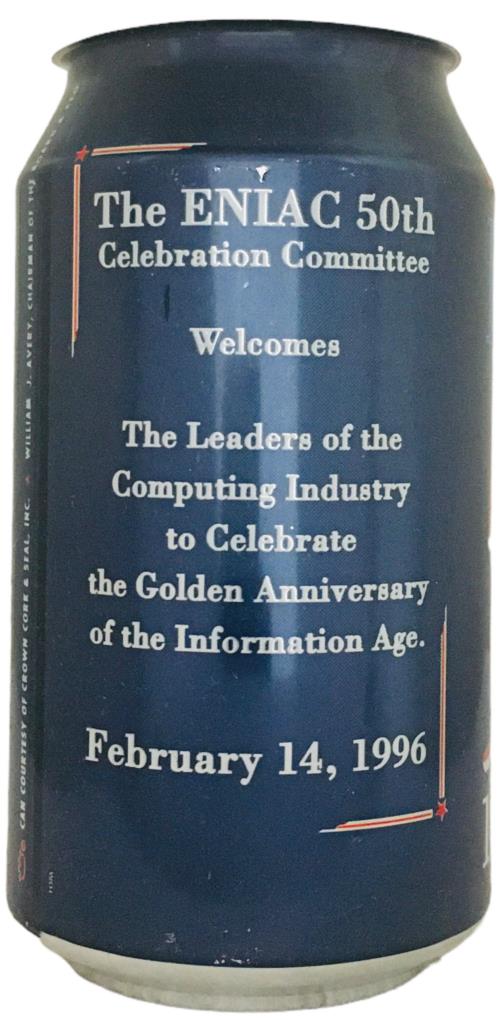 The ENIAC 50th
Celebration Committee
Welcomes
The Leaders of the
Computing Industry
to Celebrate
the Golden Anniversary
of the Information Age.
February 14, 1996
CAN COURTESY OF CROWN CORK & SEAL, INC. ★ WILLIAM J. AVERY, CHAIRMAN OF THE